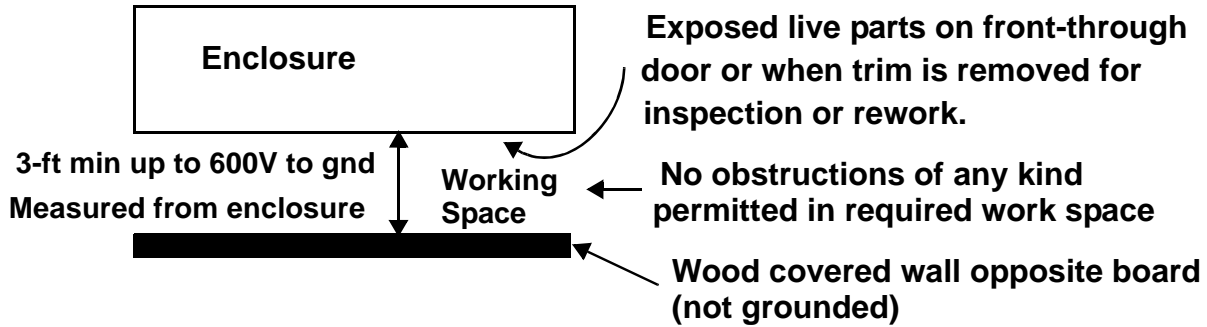 Enclosure
Exposed live parts on front-through
door or when trim is removed for
inspection or rework.
3-ft min up to 600V to gnd
Measured from enclosure
Working
Space
No obstructions of any kind
permitted in required work space
Wood covered wall opposite board
(not grounded)